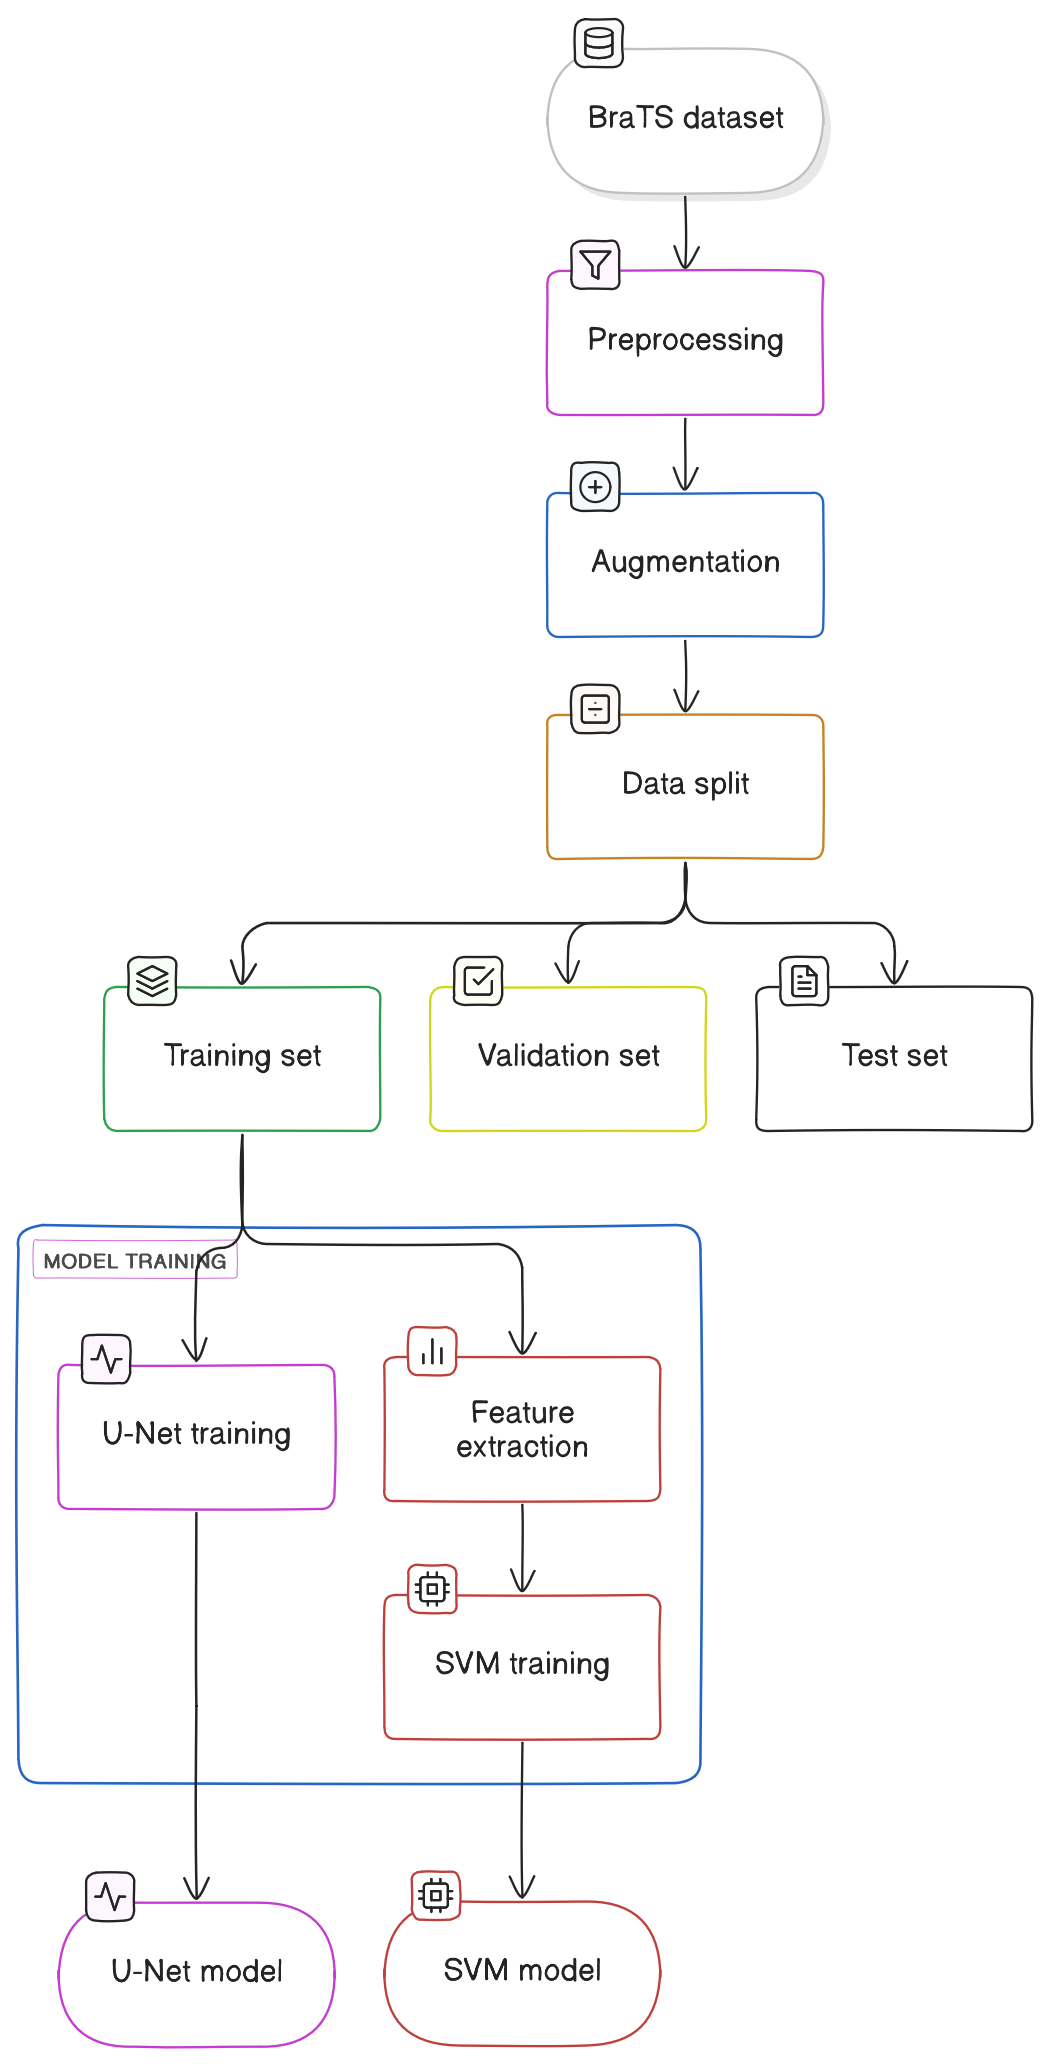 BraTS dataset
Preprocessing
Augmentation
Data split
Training set
Validation set
Test set
MODEL TRAINING
U-Net training
Feature
extraction
SVM training
U-Net model
SVM model